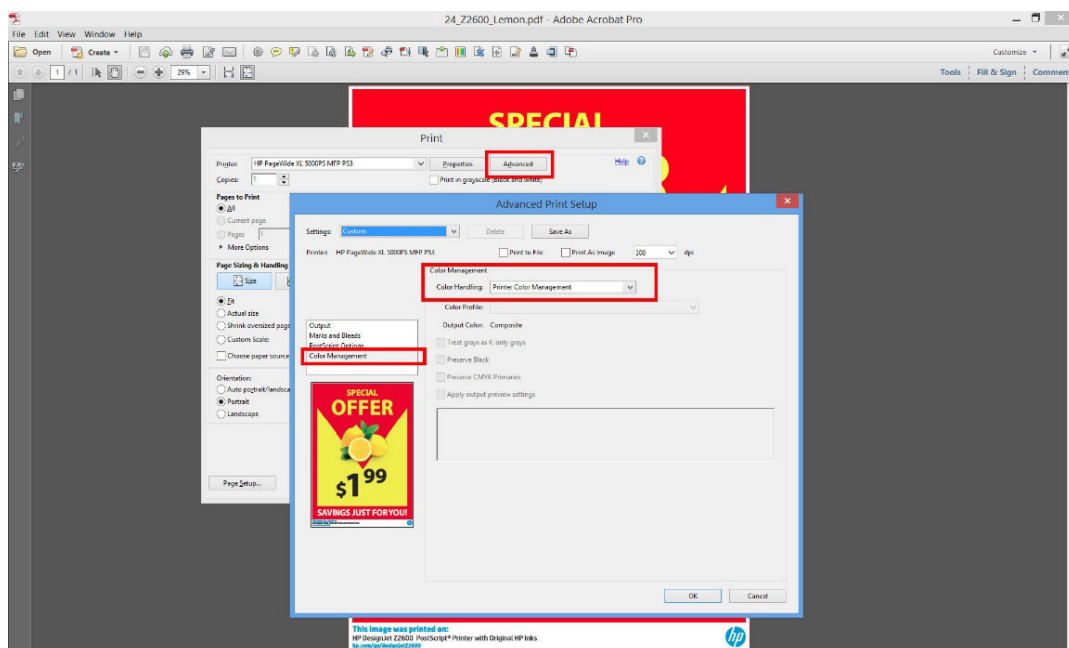 24_Z2600_Lemon.pdf - Adobe Acrobat Pro
File Edit View Window Help
Open Create Customize
1 / 1 29% Tools Fill & Sign Comment
SPECIAL
Print
Printer: HP PageWide XL 5000PS MFP PS3 Properties Advanced Help
Copies: 1 Print in grayscale (black and white)
Pages to Print
All
Current page
Pages 1
More Options
Page Sizing & Handling
Size
Fit
Actual size
Shrink oversized page
Custom Scale:
Choose paper source
Orientation:
Auto portrait/landsca
Portrait
Landscape
Page Setup...
Advanced Print Setup
Settings: Custom Delete Save As
Printer: HP PageWide XL 5000PS MFP PS3 Print to File Print As Image 300 dpi
Output
Marks and Bleeds
PostScript Options
Color Management
Color Management
Color Handling: Printer Color Management
Color Profile:
Output Color: Composite
Treat grays as K-only grays
Preserve Black
Preserve CMYK Primaries
Apply output preview settings
SPECIAL
OFFER
$1.99
SAVINGS JUST FOR YOU!
OK Cancel
This image was printed on:
HP DesignJet Z2600 PostScript® Printer with Original HP Inks
hp.com/go/designjetZ2600
hp